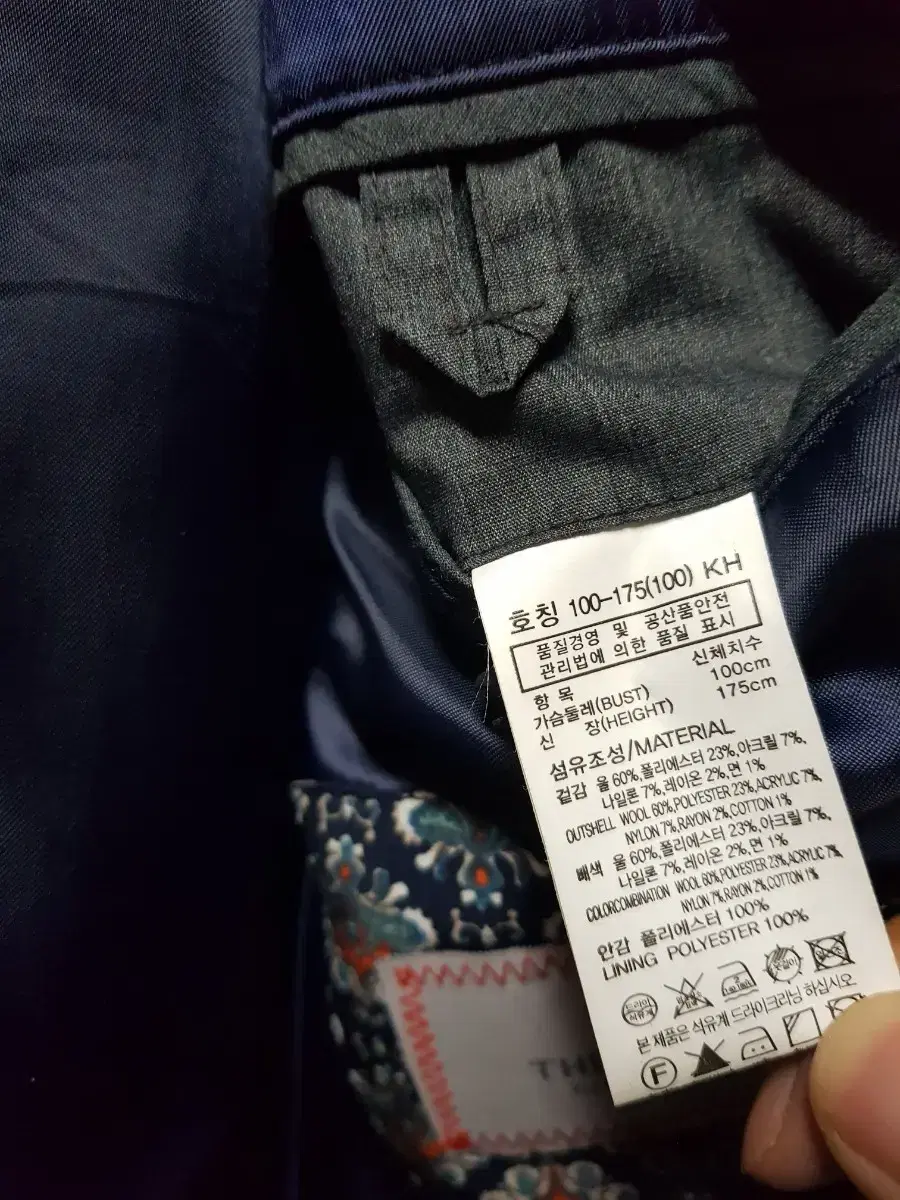 호칭 100-175(100) KH
품질경영 및 공산품안전
관리법에 의한 품질 표시
항 목 신체치수
가슴둘레(BUST) 100cm
신 장(HEIGHT) 175cm
섬유조성/MATERIAL
겉감 울 60%,폴리에스터 23%,아크릴 7%,
나일론 7%,레이온 2%,면 1%
OUTSHELL WOOL 60%,POLYESTER 23%,ACRYLIC 7%,
NYLON 7%,RAYON 2%,COTTON 1%
배색 울 60%,폴리에스터 23%,아크릴 7%,
나일론 7%,레이온 2%,면 1%
COLORCOMBINATION WOOL 60%,POLYESTER 23%,ACRYLIC 7%,
NYLON 7%,RAYON 2%,COTTON 1%
안감 폴리에스터 100%
LINING POLYESTER 100%
드라이
석유계
본 제품은 석유계 드라이크리닝 하십시오
F